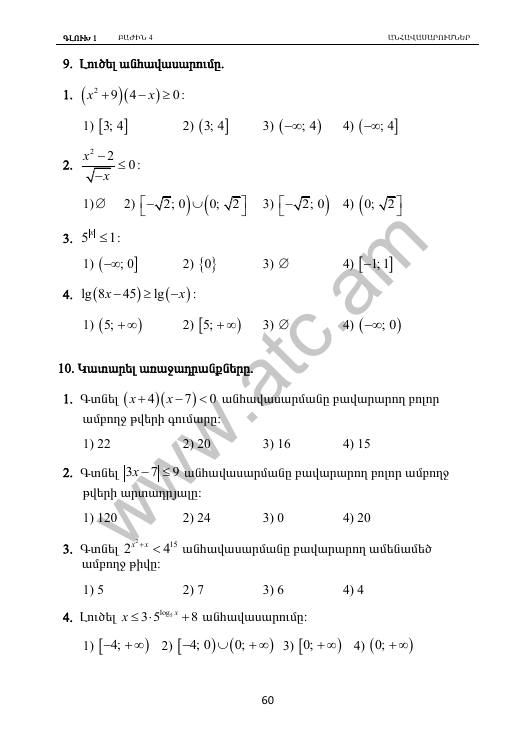 ԳԼՈՒԽ 1 ԲԱԺԻՆ 4 ԱՆՀԱՎԱՍԱՐՈՒՄՆԵՐ
9. Լուծել անհավասարումը.
1. (x² + 9)(4 − x) ≥ 0 :
1) [3; 4] 2) (3; 4] 3) (−∞; 4) 4) (−∞; 4]
2. (x² − 2)/√(−x) ≤ 0 :
1) ∅ 2) [−√2; 0) ∪ (0; √2] 3) [−√2; 0) 4) (0; √2]
3. 5^|x| ≤ 1 :
1) (−∞; 0] 2) {0} 3) ∅ 4) [−1; 1]
4. lg(8x − 45) ≥ lg(−x) :
1) (5; +∞) 2) [5; +∞) 3) ∅ 4) (−∞; 0)
10. Կատարել առաջադրանքները.
1. Գտնել (x + 4)(x − 7) < 0 անհավասարմանը բավարարող բոլոր
ամբողջ թվերի գումարը:
1) 22 2) 20 3) 16 4) 15
2. Գտնել |3x − 7| ≤ 9 անհավասարմանը բավարարող բոլոր ամբողջ
թվերի արտադրյալը:
1) 120 2) 24 3) 0 4) 20
3. Գտնել 2^(x² + x) < 4^15 անհավասարմանը բավարարող ամենամեծ
ամբողջ թիվը:
1) 5 2) 7 3) 6 4) 4
4. Լուծել x ≤ 3 · 5^(log₅ x) + 8 անհավասարումը:
1) [−4; +∞) 2) [−4; 0) ∪ (0; +∞) 3) [0; +∞) 4) (0; +∞)
60
www.atc.am